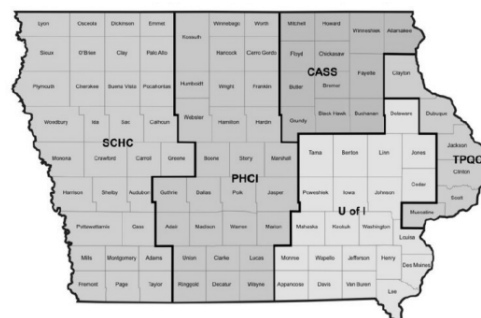 Lyon Osceola Dickinson Emmet Winnebago Worth Mitchell Howard Winneshiek Allamakee
Kossuth
Sioux O'Brien Clay Palo Alto Hancock Cerro Gordo Floyd Chickasaw
CASS
Fayette Clayton
Plymouth Cherokee Buena Vista Pocahontas Humboldt Wright Franklin Butler Bremer
Woodbury Ida Sac Calhoun Webster Hamilton Hardin Grundy Black Hawk Buchanan Delaware Dubuque
SCHC
Monona Crawford Carroll Greene Boone Story Marshall Tama Benton Linn Jones Jackson
TPQC
PHCI
Clinton
Harrison Shelby Audubon Guthrie Dallas Polk Jasper Poweshiek Iowa Johnson Cedar
Scott
U of I
Pottawattamie Cass Adair Madison Warren Marion Mahaska Keokuk Washington Muscatine
Louisa
Mills Montgomery Adams Union Clarke Lucas Monroe Wapello Jefferson Henry Des Moines
Fremont Page Taylor Ringgold Decatur Wayne Appanoose Davis Van Buren
Lee